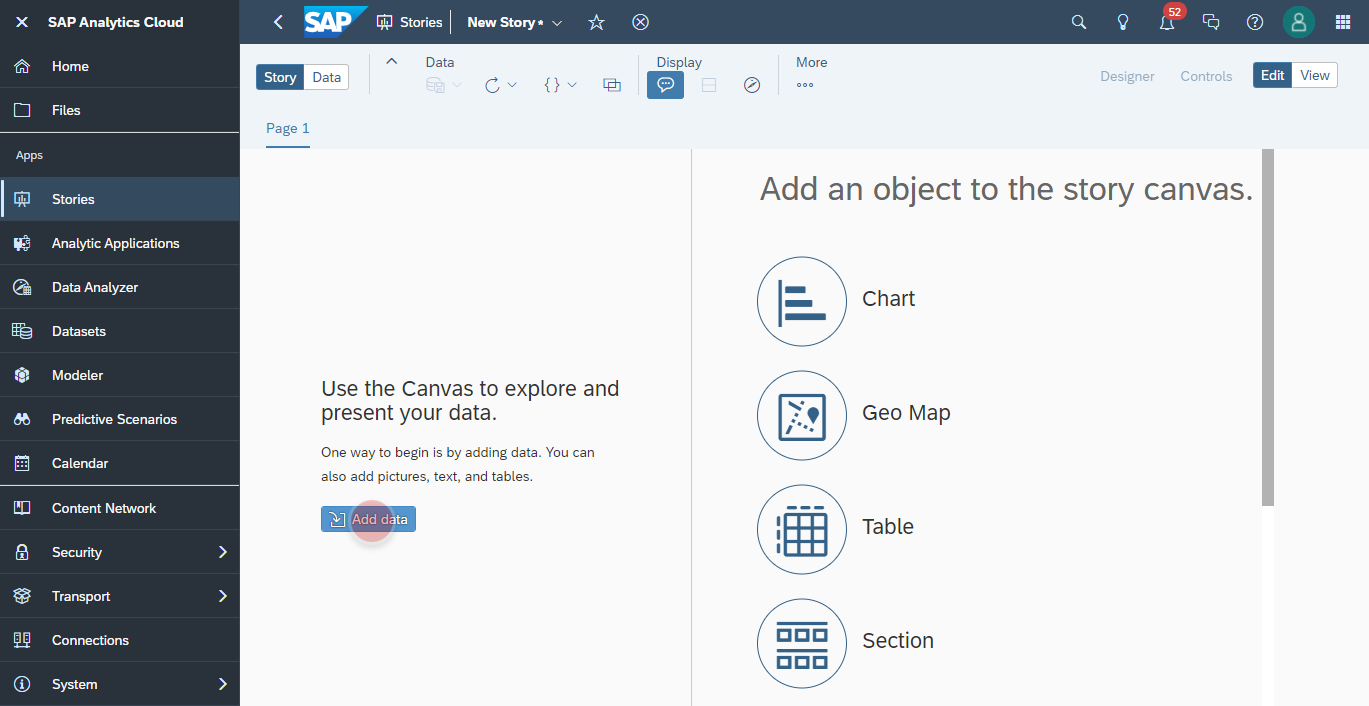 SAP Analytics Cloud
Home
Files
Apps
Stories
Analytic Applications
Data Analyzer
Datasets
Modeler
Predictive Scenarios
Calendar
Content Network
Security
Transport
Connections
System
SAP Stories New Story * 52
Story Data
Data
Display
More
Designer Controls Edit View
Page 1
Use the Canvas to explore and
present your data.
One way to begin is by adding data. You can
also add pictures, text, and tables.
Add data
Add an object to the story canvas.
Chart
Geo Map
Table
Section